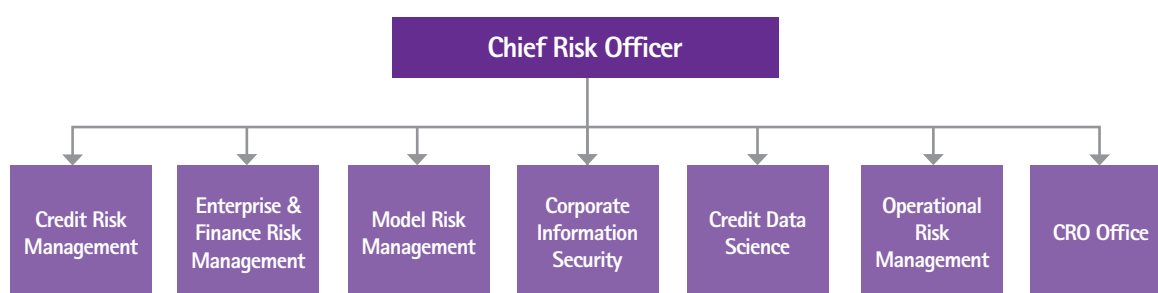 Chief Risk Officer
Credit Risk
Management
Enterprise &
Finance Risk
Management
Model Risk
Management
Corporate
Information
Security
Credit Data
Science
Operational
Risk
Management
CRO Office